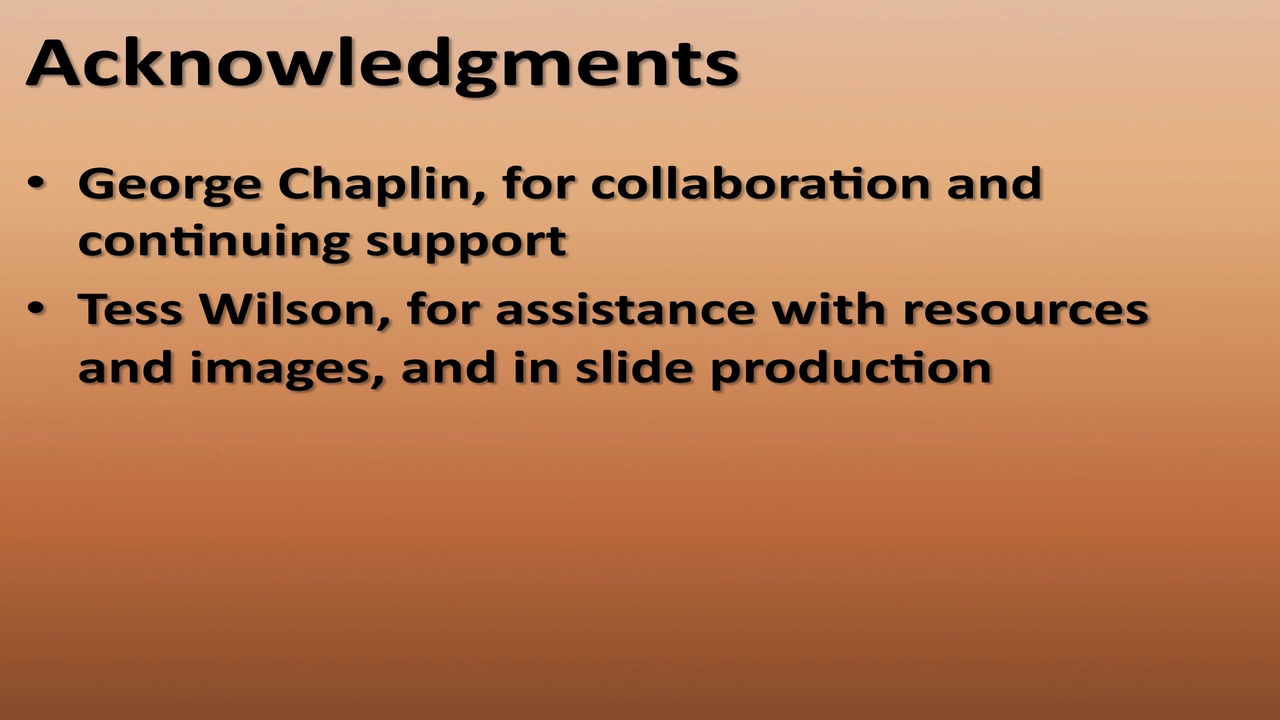 Acknowledgments
• George Chaplin, for collaboration and
continuing support
• Tess Wilson, for assistance with resources
and images, and in slide production